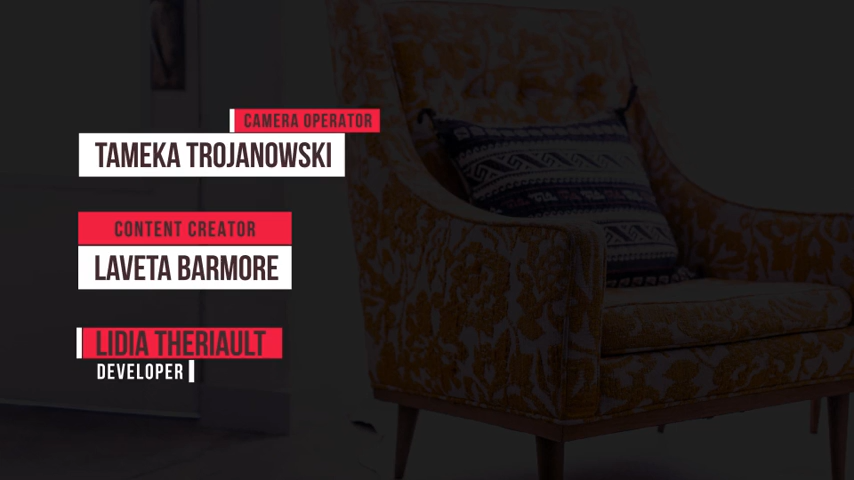 CAMERA OPERATOR
TAMEKA TROJANOWSKI
CONTENT CREATOR
LAVETA BARMORE
LIDIA THERIAULT
DEVELOPER